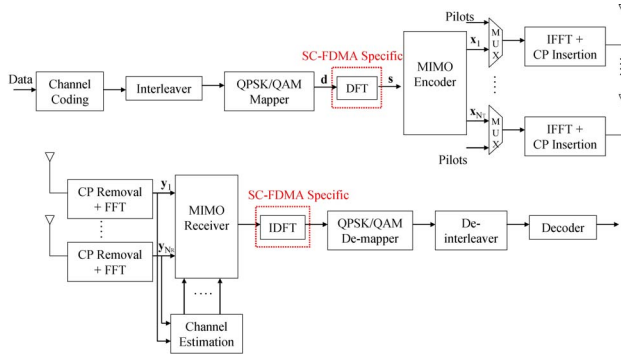 Pilots
SC-FDMA Specific
x1
MUX
IFFT +
CP Insertion
Data
Channel
Coding
Interleaver
QPSK/QAM
Mapper
d
DFT
s
MIMO
Encoder
xNT
MUX
IFFT +
CP Insertion
Pilots
CP Removal
+ FFT
y1
MIMO
Receiver
SC-FDMA Specific
IDFT
QPSK/QAM
De-mapper
De-
interleaver
Decoder
CP Removal
+ FFT
yNR
Channel
Estimation